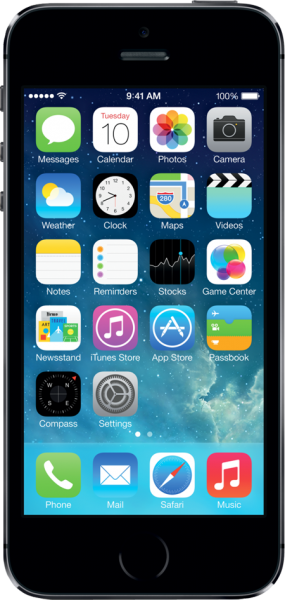 9:41 AM 100%
Tuesday
10
Messages Calendar Photos Camera
280
Weather Clock Maps Videos
Notes Reminders Stocks Game Center
Newsstand iTunes Store App Store Passbook
Compass Settings
Phone Mail Safari Music